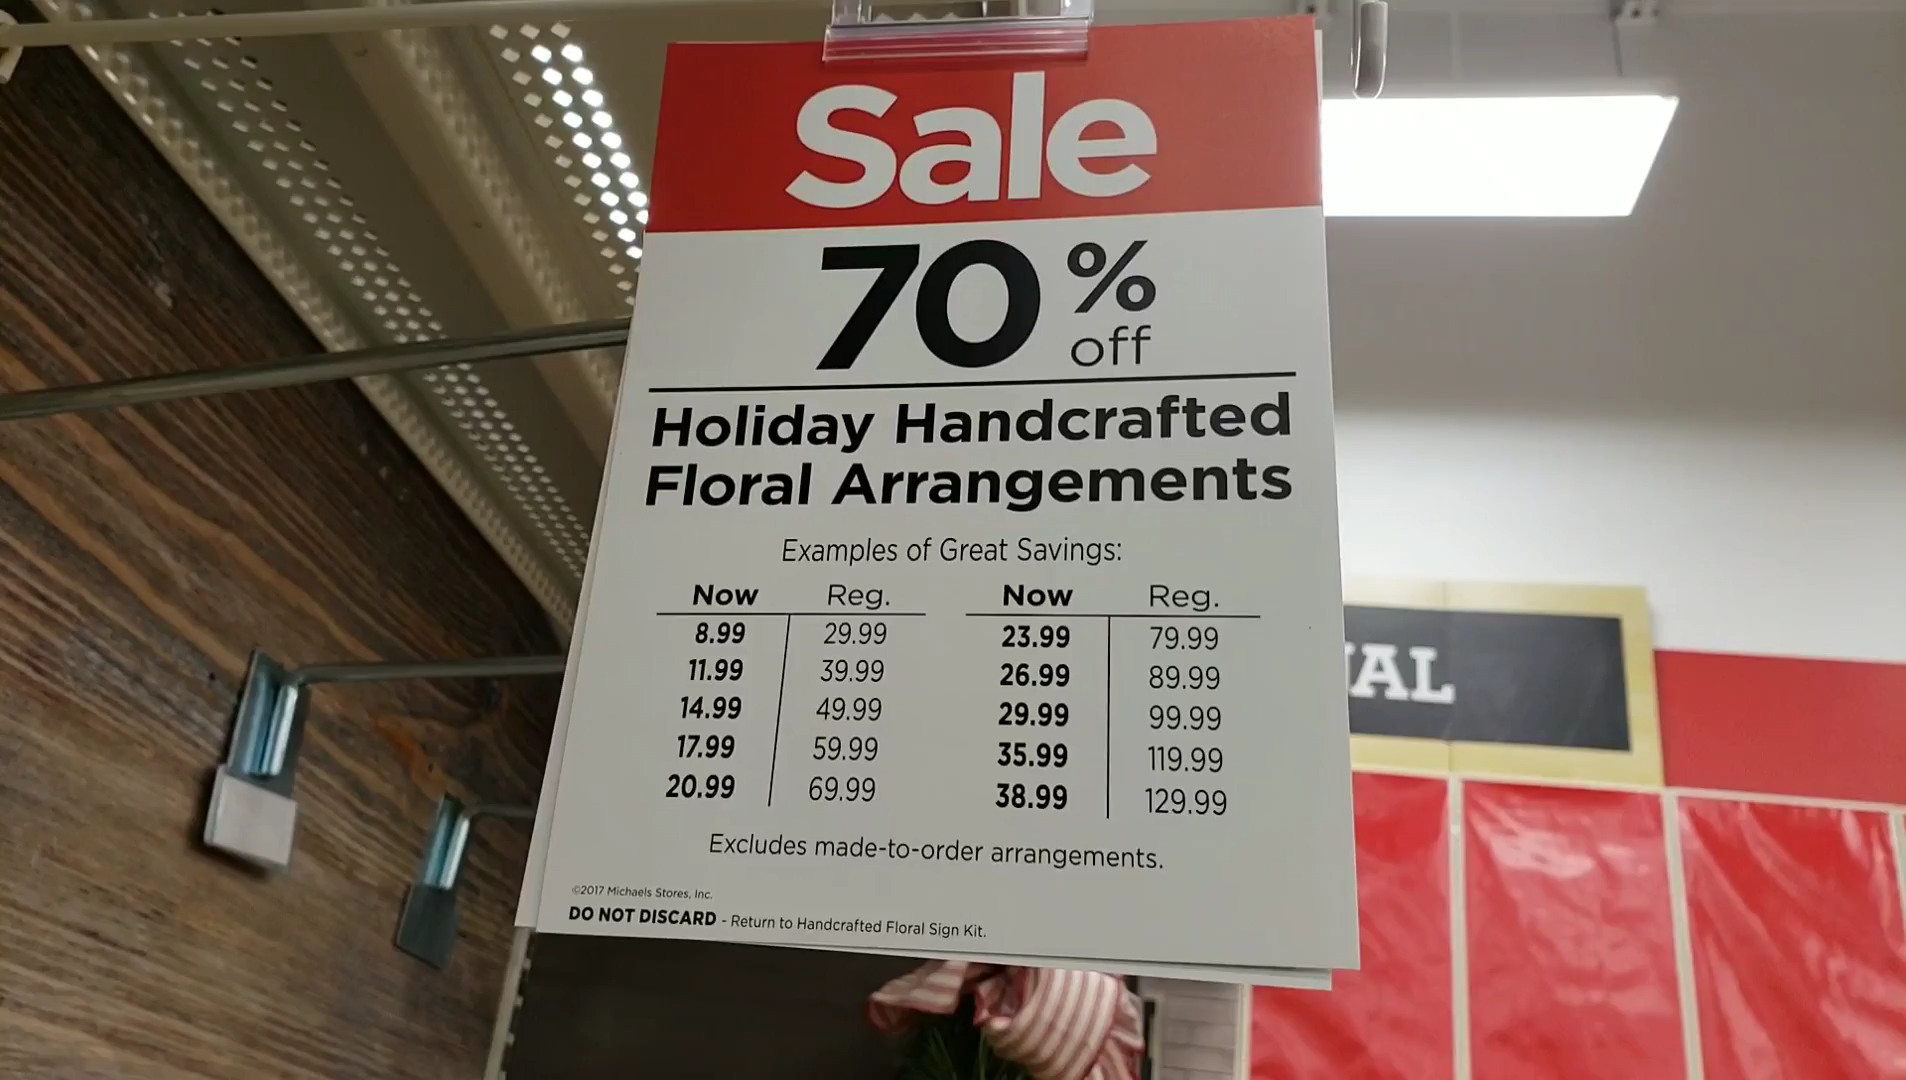 Sale
70% off
Holiday Handcrafted
Floral Arrangements
Examples of Great Savings:
Now Reg. Now Reg.
8.99 29.99 23.99 79.99
11.99 39.99 26.99 89.99
14.99 49.99 29.99 99.99
17.99 59.99 35.99 119.99
20.99 69.99 38.99 129.99
Excludes made-to-order arrangements.
©2017 Michaels Stores, Inc.
DO NOT DISCARD - Return to Handcrafted Floral Sign Kit.